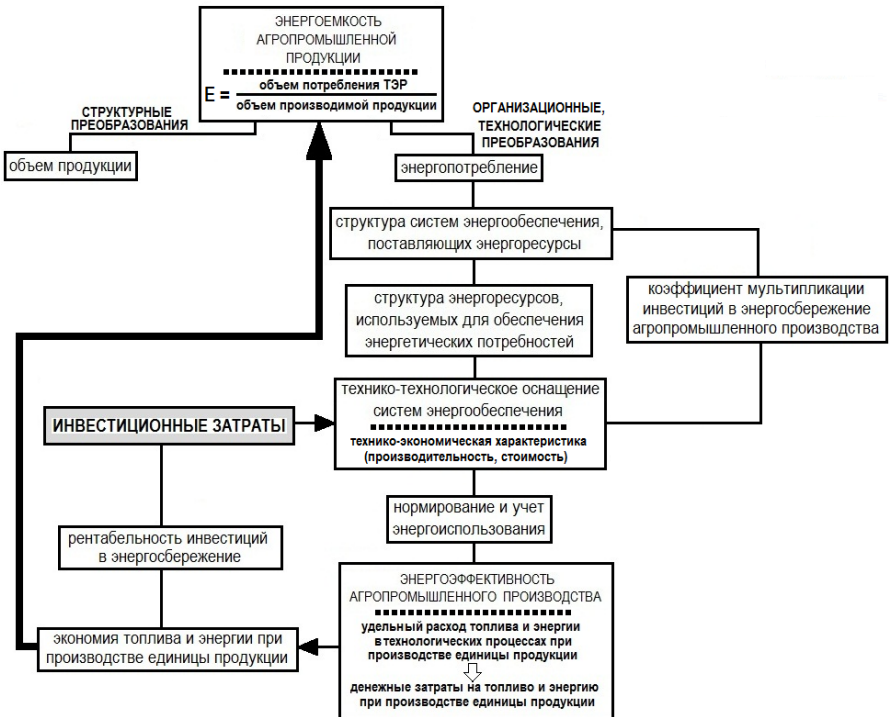 ЭНЕРГОЕМКОСТЬ
АГРОПРОМЫШЛЕННОЙ
ПРОДУКЦИИ
E = объем потребления ТЭР
объем производимой продукции
СТРУКТУРНЫЕ
ПРЕОБРАЗОВАНИЯ
ОРГАНИЗАЦИОННЫЕ,
ТЕХНОЛОГИЧЕСКИЕ
ПРЕОБРАЗОВАНИЯ
объем продукции
энергопотребление
структура систем энергообеспечения,
поставляющих энергоресурсы
коэффициент мультипликации
инвестиций в энергосбережение
агропромышленного производства
структура энергоресурсов,
используемых для обеспечения
энергетических потребностей
технико-технологическое оснащение
систем энергообеспечения
технико-экономическая характеристика
(производительность, стоимость)
ИНВЕСТИЦИОННЫЕ ЗАТРАТЫ
нормирование и учет
энергоиспользования
рентабельность инвестиций
в энергосбережение
ЭНЕРГОЭФФЕКТИВНОСТЬ
АГРОПРОМЫШЛЕННОГО ПРОИЗВОДСТВА
удельный расход топлива и энергии
в технологических процессах при
производстве единицы продукции
денежные затраты на топливо и энергию
при производстве единицы продукции
экономия топлива и энергии при
производстве единицы продукции